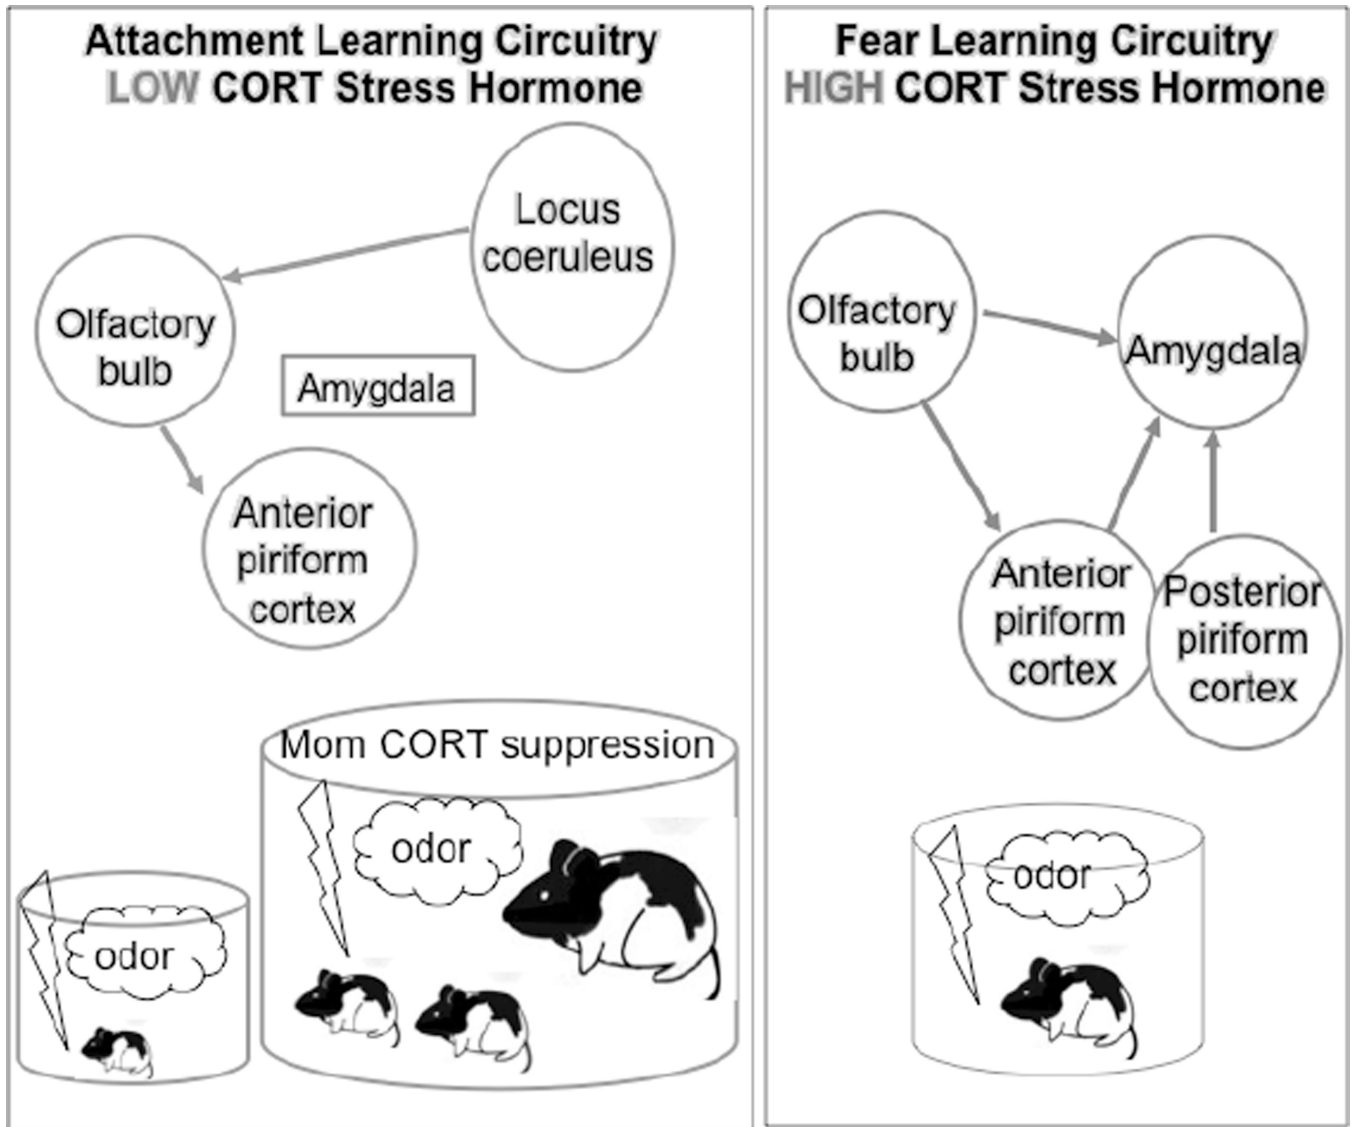 Attachment Learning Circuitry
LOW CORT Stress Hormone
Locus
coeruleus
Olfactory
bulb
Amygdala
Anterior
piriform
cortex
Mom CORT suppression
odor
odor
Fear Learning Circuitry
HIGH CORT Stress Hormone
Olfactory
bulb
Amygdala
Anterior
piriform
cortex
Posterior
piriform
cortex
odor